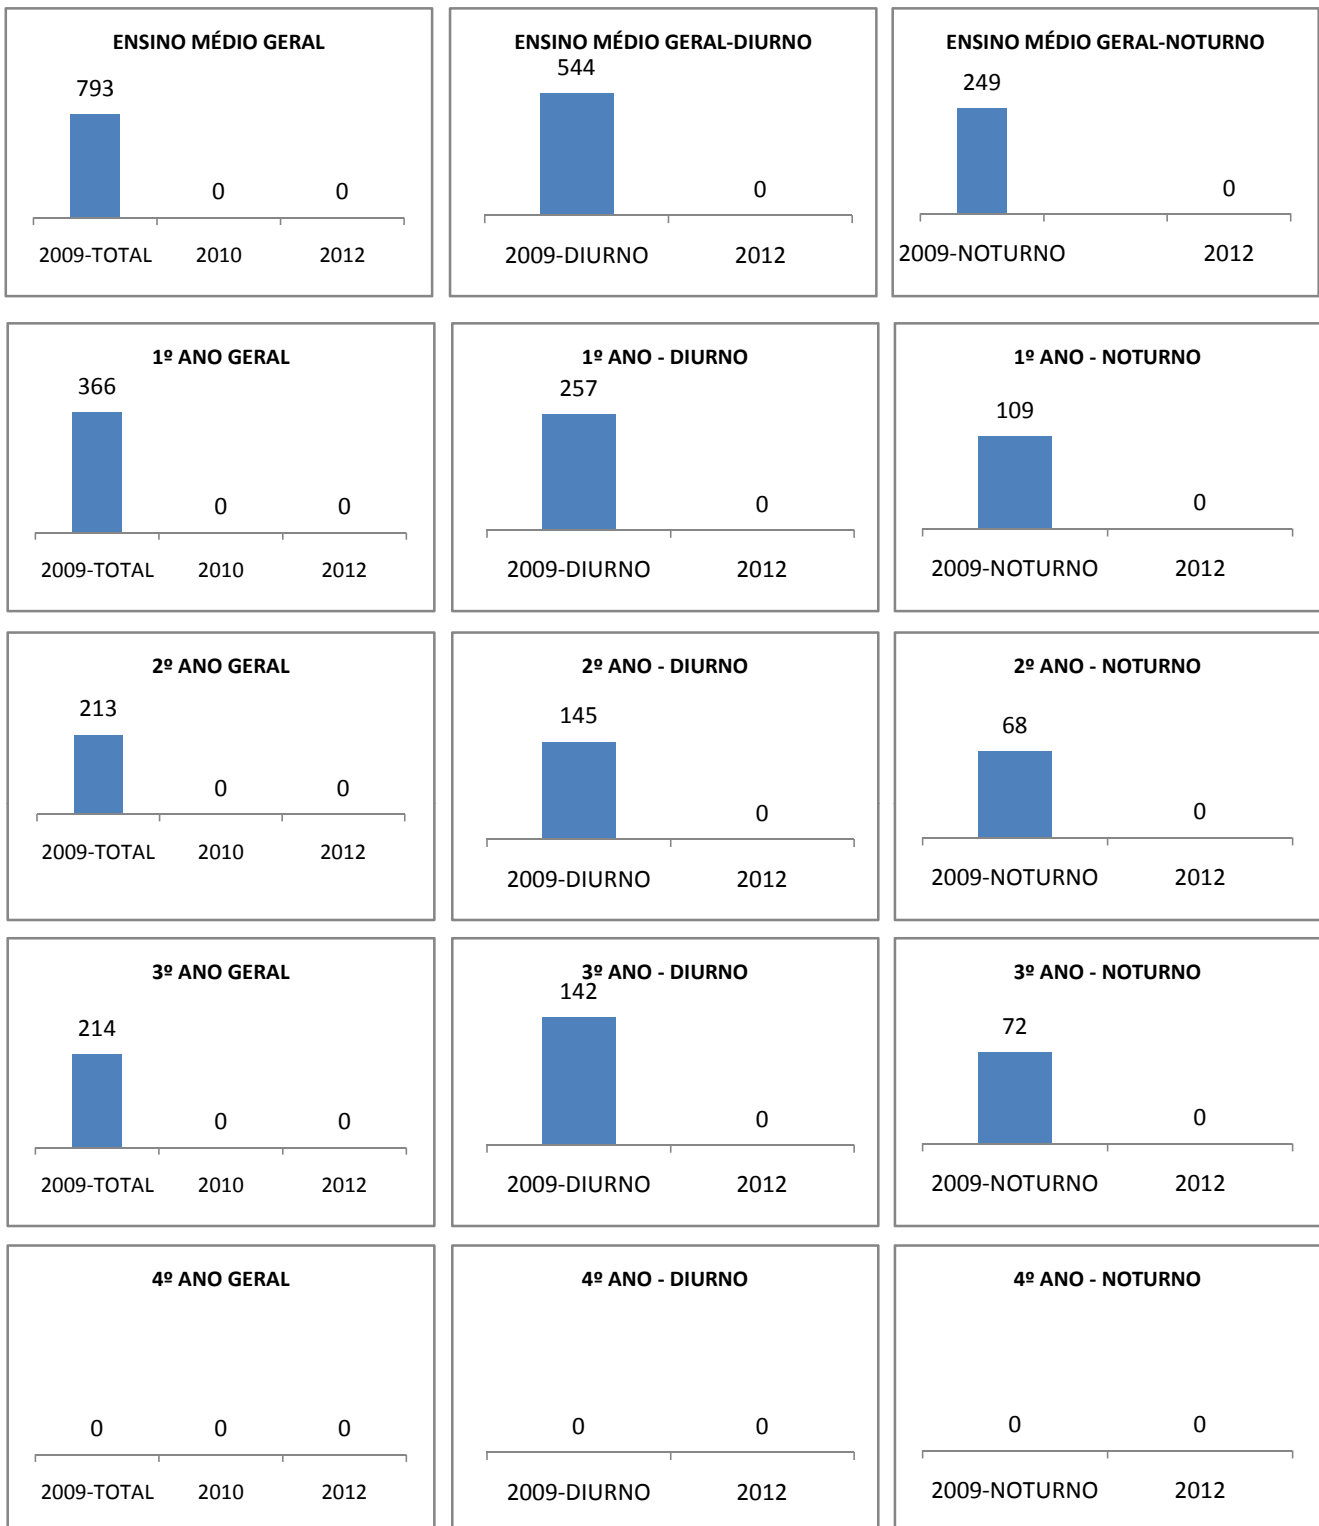 ENSINO MÉDIO GERAL
793
0
0
2009-TOTAL
2010
2012
ENSINO MÉDIO GERAL-DIURNO
544
0
2009-DIURNO
2012
ENSINO MÉDIO GERAL-NOTURNO
249
0
2009-NOTURNO
2012
1º ANO GERAL
366
0
0
2009-TOTAL
2010
2012
1º ANO - DIURNO
257
0
2009-DIURNO
2012
1º ANO - NOTURNO
109
0
2009-NOTURNO
2012
2º ANO GERAL
213
0
0
2009-TOTAL
2010
2012
2º ANO - DIURNO
145
0
2009-DIURNO
2012
2º ANO - NOTURNO
68
0
2009-NOTURNO
2012
3º ANO GERAL
214
0
0
2009-TOTAL
2010
2012
3º ANO - DIURNO
142
0
2009-DIURNO
2012
3º ANO - NOTURNO
72
0
2009-NOTURNO
2012
4º ANO GERAL
0
0
0
2009-TOTAL
2010
2012
4º ANO - DIURNO
0
0
2009-DIURNO
2012
4º ANO - NOTURNO
0
0
2009-NOTURNO
2012